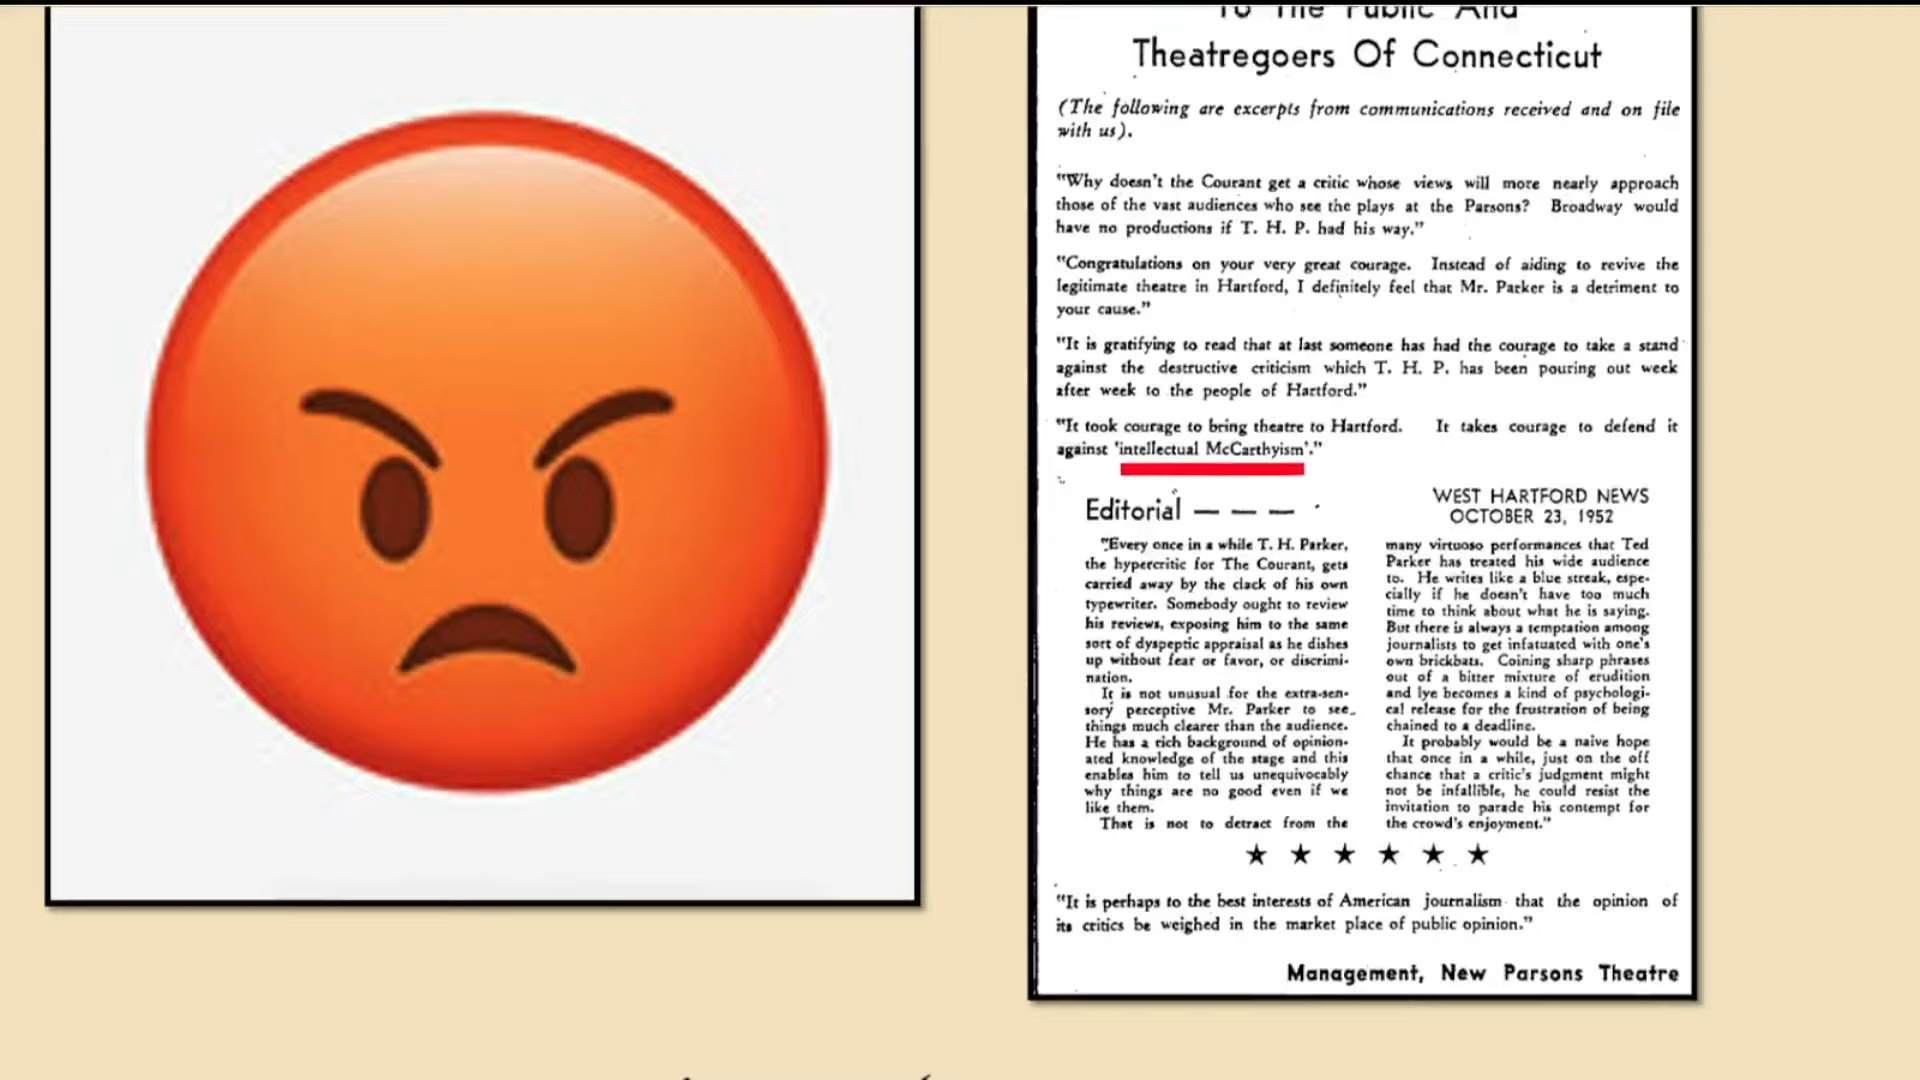 To The Public And
Theatregoers Of Connecticut
(The following are excerpts from communications received and on file
with us).
"Why doesn't the Courant get a critic whose views will more nearly approach
those of the vast audiences who see the plays at the Parsons? Broadway would
have no productions if T. H. P. had his way."
"Congratulations on your very great courage. Instead of aiding to revive the
legitimate theatre in Hartford, I definitely feel that Mr. Parker is a detriment to
your cause."
"It is gratifying to read that at last someone has had the courage to take a stand
against the destructive criticism which T. H. P. has been pouring out week
after week to the people of Hartford."
"It took courage to bring theatre to Hartford. It takes courage to defend it
against 'intellectual McCarthyism'."
Editorial — — —
"Every once in a while T. H. Parker,
the hypercritic for The Courant, gets
carried away by the clack of his own
typewriter. Somebody ought to review
his reviews, exposing him to the same
sort of dyspeptic appraisal as he dishes
up without fear or favor, or discrimi-
nation.
It is not unusual for the extra-sen-
sory perceptive Mr. Parker to see
things much clearer than the audience.
He has a rich background of opinion-
ated knowledge of the stage and this
enables him to tell us unequivocably
why things are no good even if we
like them.
That is not to detract from the
WEST HARTFORD NEWS
OCTOBER 23, 1952
many virtuoso performances that Ted
Parker has treated his wide audience
to. He writes like a blue streak, espe-
cially if he doesn't have too much
time to think about what he is saying.
But there is always a temptation among
journalists to get infatuated with one's
own brickbats. Coining sharp phrases
out of a bitter mixture of erudition
and lye becomes a kind of psychologi-
cal release for the frustration of being
chained to a deadline.
It probably would be a naive hope
that once in a while, just on the off
chance that a critic's judgment might
not be infallible, he could resist the
invitation to parade his contempt for
the crowd's enjoyment."
"It is perhaps to the best interests of American journalism that the opinion of
its critics be weighed in the market place of public opinion."
Management, New Parsons Theatre